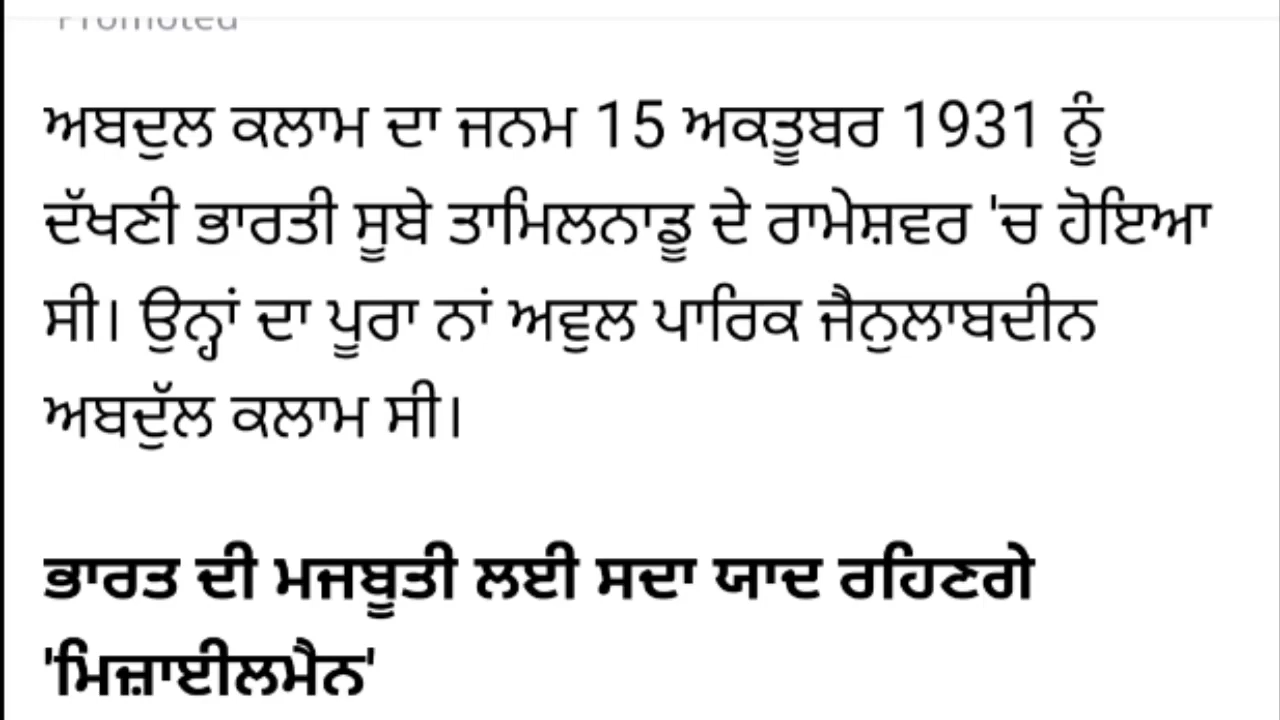 Promoted
ਅਬਦੁਲ ਕਲਾਮ ਦਾ ਜਨਮ 15 ਅਕਤੂਬਰ 1931 ਨੂੰ
ਦੱਖਣੀ ਭਾਰਤੀ ਸੂਬੇ ਤਾਮਿਲਨਾਡੂ ਦੇ ਰਾਮੇਸ਼ਵਰ 'ਚ ਹੋਇਆ
ਸੀ। ਉਨ੍ਹਾਂ ਦਾ ਪੂਰਾ ਨਾਂ ਅਵੁਲ ਪਾਰਿਕ ਜੈਨੁਲਾਬਦੀਨ
ਅਬਦੁੱਲ ਕਲਾਮ ਸੀ।
ਭਾਰਤ ਦੀ ਮਜਬੂਤੀ ਲਈ ਸਦਾ ਯਾਦ ਰਹਿਣਗੇ
'ਮਿਜ਼ਾਈਲਮੈਨ'